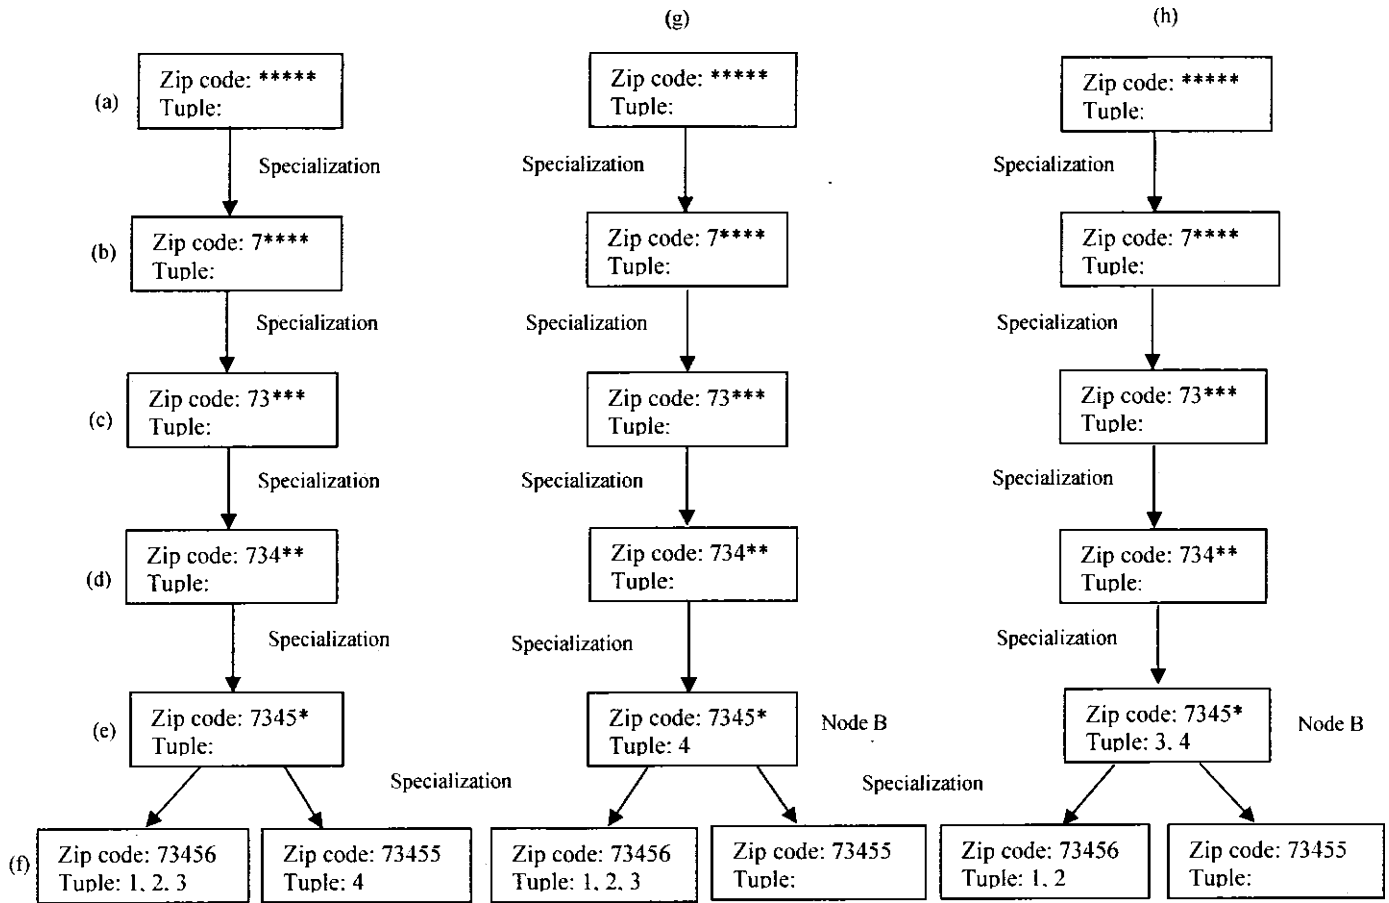 (g)
(h)
(a)
Zip code: *****
Tuple:
Zip code: *****
Tuple:
Zip code: *****
Tuple:
Specialization
Specialization
Specialization
(b)
Zip code: 7****
Tuple:
Zip code: 7****
Tuple:
Zip code: 7****
Tuple:
Specialization
Specialization
Specialization
(c)
Zip code: 73***
Tuple:
Zip code: 73***
Tuple:
Zip code: 73***
Tuple:
Specialization
Specialization
Specialization
(d)
Zip code: 734**
Tuple:
Zip code: 734**
Tuple:
Zip code: 734**
Tuple:
Specialization
Specialization
Specialization
(e)
Zip code: 7345*
Tuple:
Zip code: 7345*
Tuple: 4
Node B
Zip code: 7345*
Tuple: 3, 4
Node B
Specialization
Specialization
(f)
Zip code: 73456
Tuple: 1, 2, 3
Zip code: 73455
Tuple: 4
Zip code: 73456
Tuple: 1, 2, 3
Zip code: 73455
Tuple:
Zip code: 73456
Tuple: 1, 2
Zip code: 73455
Tuple: